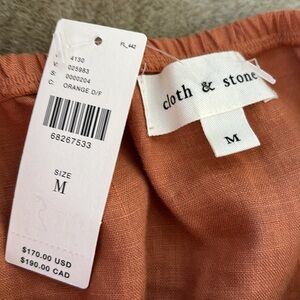 FL_442
4130
025983
S: 0000204
C: ORANGE D/F
68267533
SIZE
M
$170.00 USD
$190.00 CAD
cloth & stone
M